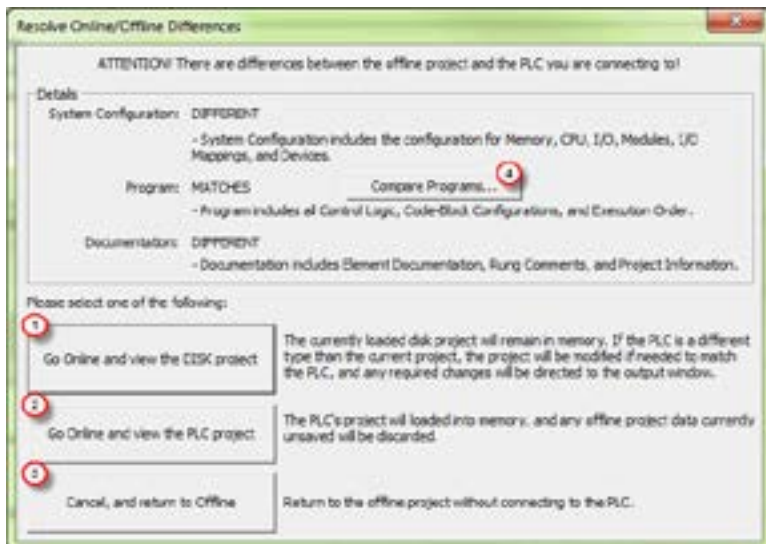 Resolve Online/Offline Differences
ATTENTION! There are differences between the offline project and the PLC you are connecting to!
Details
System Configuration: DIFFERENT
- System Configuration includes the configuration for Memory, CPU, I/O, Modules, I/O
Mappings, and Devices.
4
Program: MATCHES Compare Programs...
- Program includes all Control Logic, Code-Block Configurations, and Execution Order.
Documentation: DIFFERENT
- Documentation includes Element Documentation, Rung Comments, and Project Information.
Please select one of the following:
1
Go Online and view the DISK project
The currently loaded disk project will remain in memory. If the PLC is a different
type than the current project, the project will be modified if needed to match
the PLC, and any required changes will be directed to the output window.
2
Go Online and view the PLC project
The PLC's project will loaded into memory, and any offline project data currently
unsaved will be discarded.
3
Cancel, and return to Offline
Return to the offline project without connecting to the PLC.